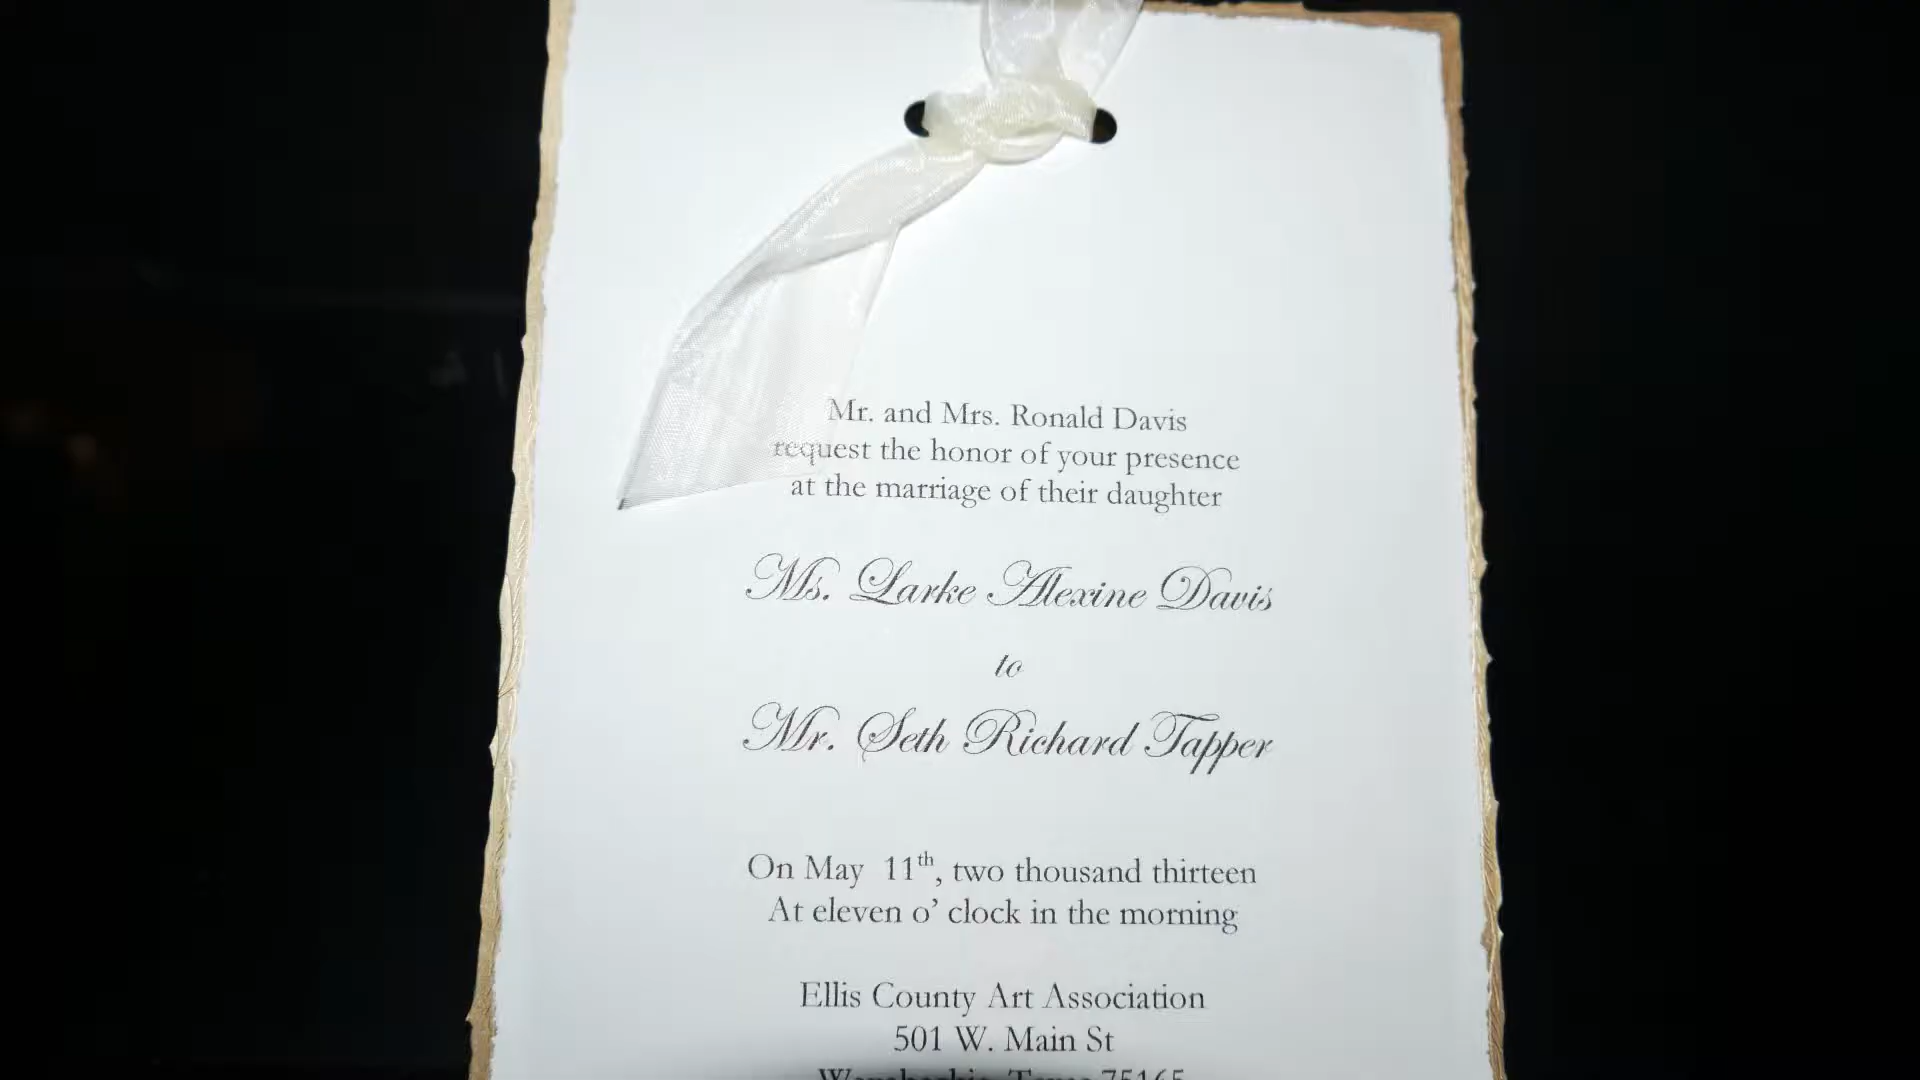 Mr. and Mrs. Ronald Davis
request the honor of your presence
at the marriage of their daughter
Ms. Larke Alexine Davis
to
Mr. Seth Richard Tapper
On May 11th, two thousand thirteen
At eleven o' clock in the morning
Ellis County Art Association
501 W. Main St
Texas 75165